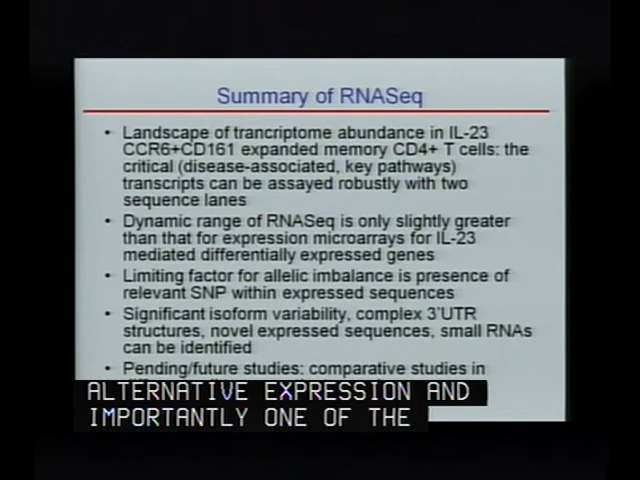 Summary of RNASeq
• Landscape of trancriptome abundance in IL-23
CCR6+CD161 expanded memory CD4+ T cells: the
critical (disease-associated, key pathways)
transcripts can be assayed robustly with two
sequence lanes
• Dynamic range of RNASeq is only slightly greater
than that for expression microarrays for IL-23
mediated differentially expressed genes
• Limiting factor for allelic imbalance is presence of
relevant SNP within expressed sequences
• Significant isoform variability, complex 3'UTR
structures, novel expressed sequences, small RNAs
can be identified
• Pending/future studies: comparative studies in
ALTERNATIVE EXPRESSION AND
IMPORTANTLY ONE OF THE